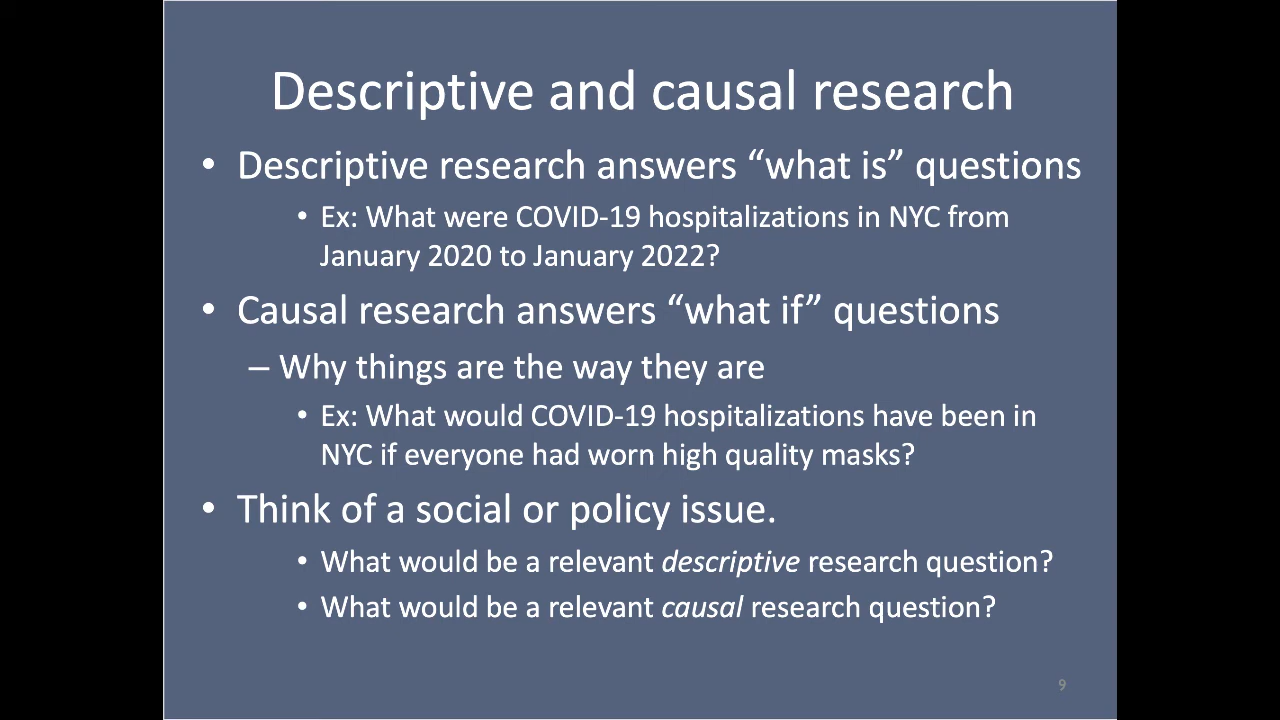 Descriptive and causal research
• Descriptive research answers “what is” questions
• Ex: What were COVID-19 hospitalizations in NYC from
January 2020 to January 2022?
• Causal research answers “what if” questions
– Why things are the way they are
• Ex: What would COVID-19 hospitalizations have been in
NYC if everyone had worn high quality masks?
• Think of a social or policy issue.
• What would be a relevant descriptive research question?
• What would be a relevant causal research question?
9